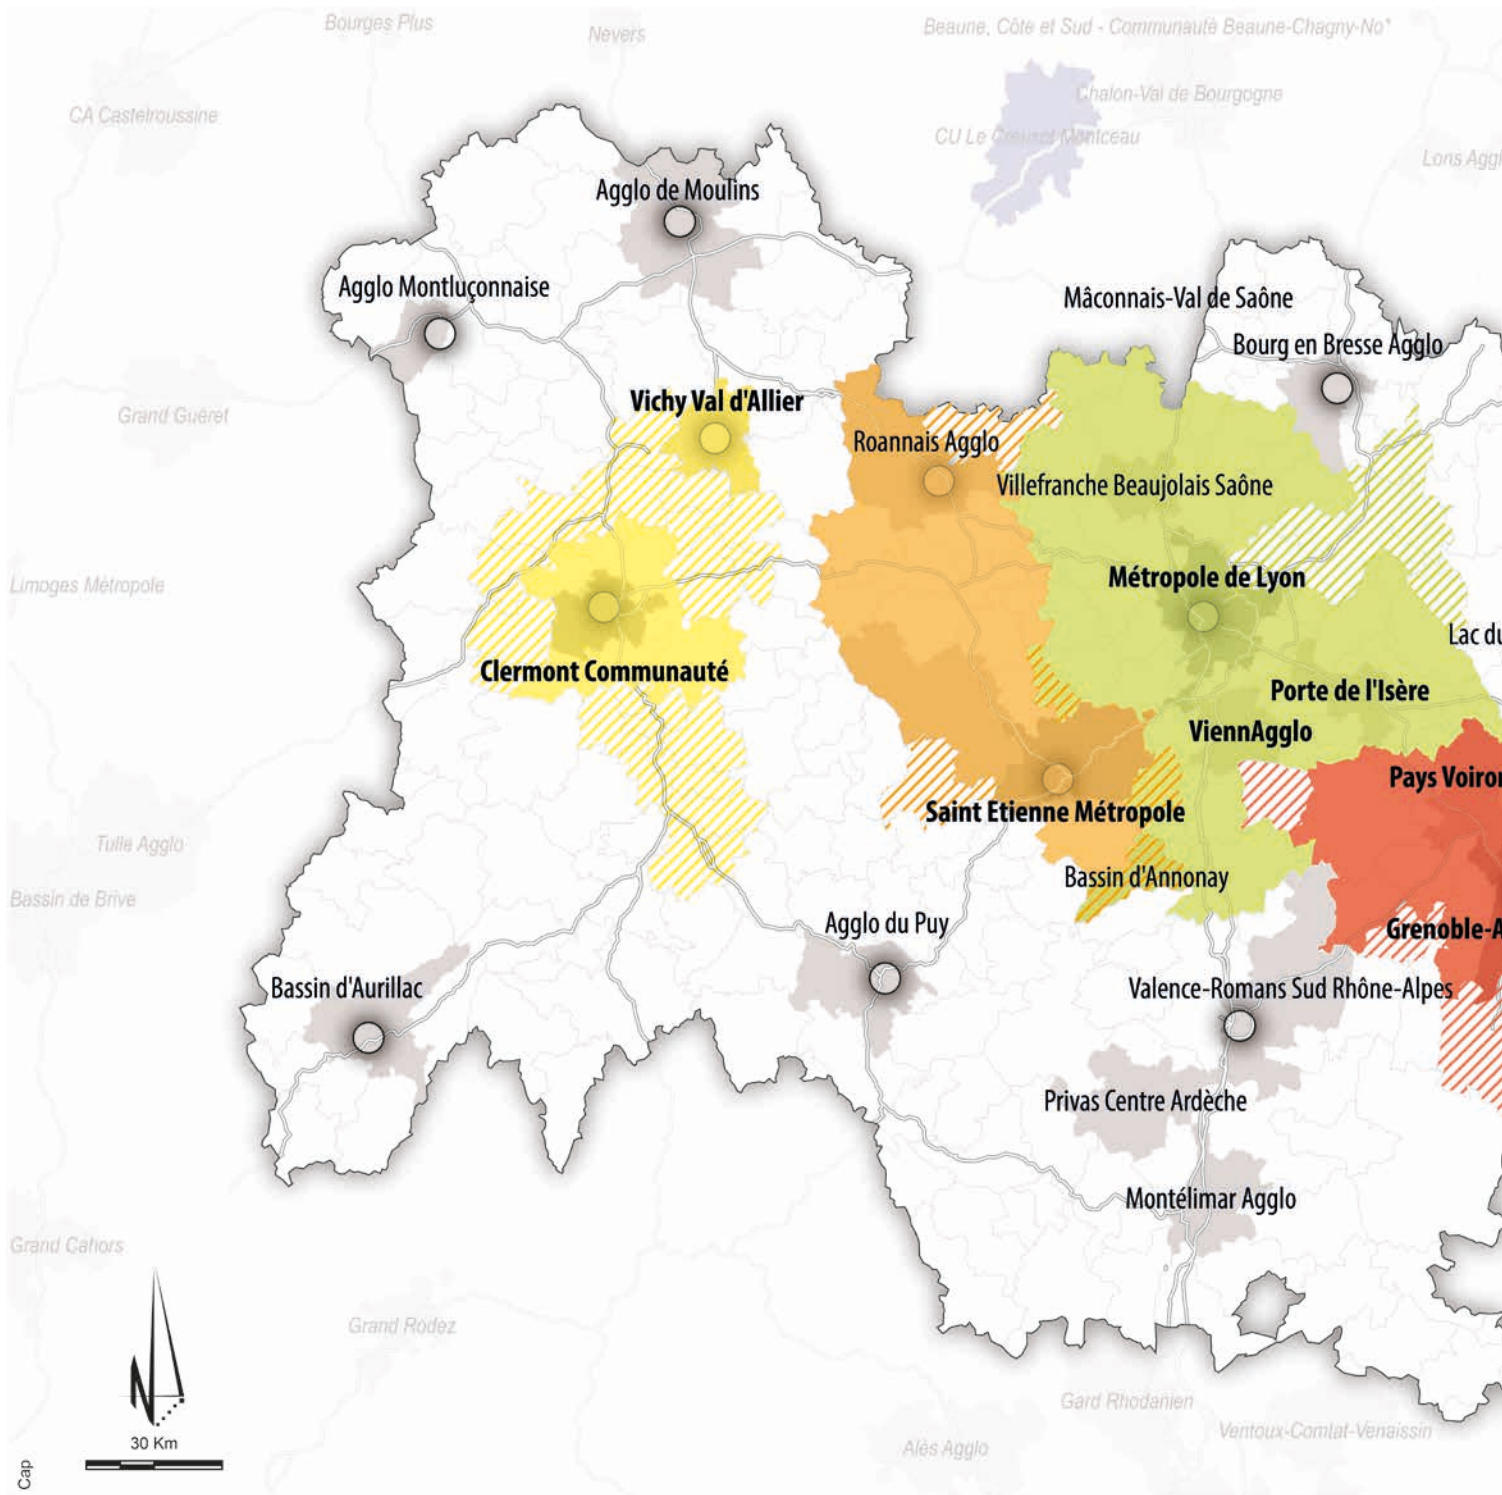 Bourges Plus
Nevers
Beaune, Côte et Sud - Communauté Beaune-Chagny-No*
CA Castelroussine
Chalon-Val de Bourgogne
CU Le Creusot Montceau
Lons Aggl
Agglo de Moulins
Agglo Montluçonnaise
Mâconnais-Val de Saône
Bourg en Bresse Agglo
Grand Guéret
Vichy Val d'Allier
Roannais Agglo
Villefranche Beaujolais Saône
Limoges Métropole
Métropole de Lyon
Lac du
Clermont Communauté
Porte de l'Isère
ViennAgglo
Pays Voiron
Saint Etienne Métropole
Tulle Agglo
Bassin d'Annonay
Bassin de Brive
Agglo du Puy
Grenoble-A
Bassin d'Aurillac
Valence-Romans Sud Rhône-Alpes
Privas Centre Ardèche
Montélimar Agglo
Grand Cahors
Grand Rodez
N
Gard Rhodanien
Ventoux-Comtat-Venaissin
30 Km
Alès Agglo
Cap